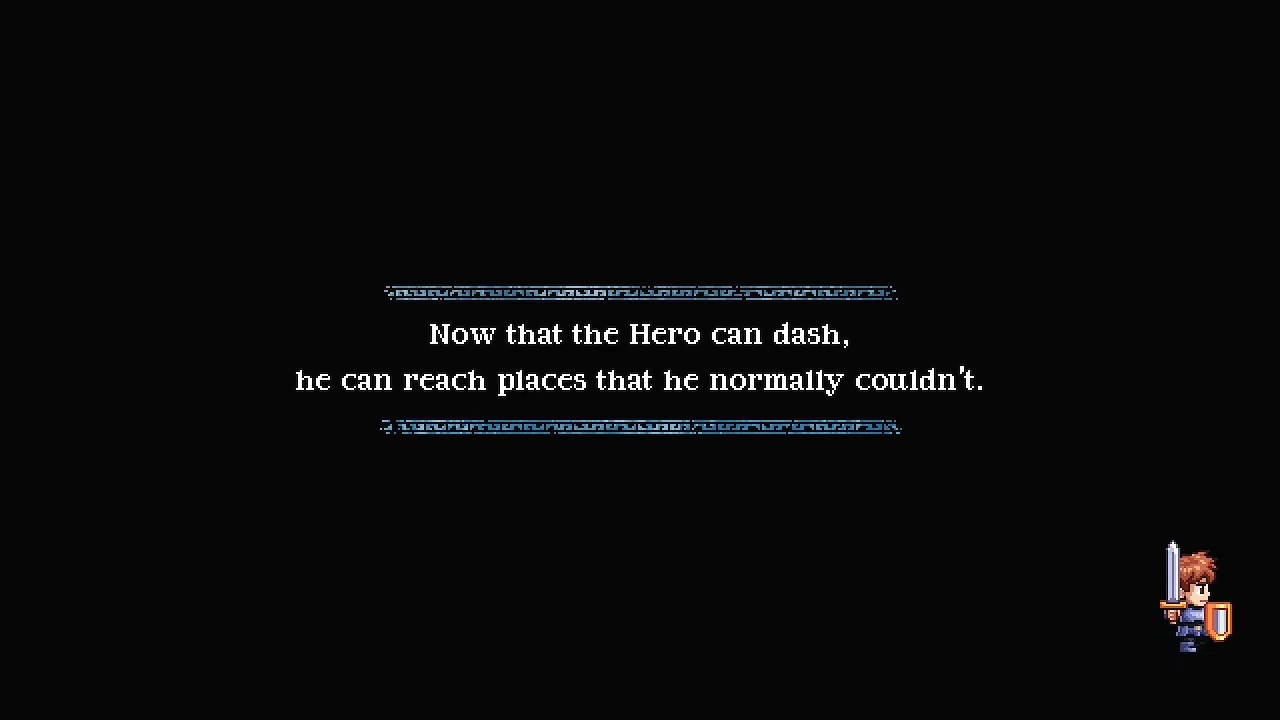 Now that the Hero can dash,
he can reach places that he normally couldn't.